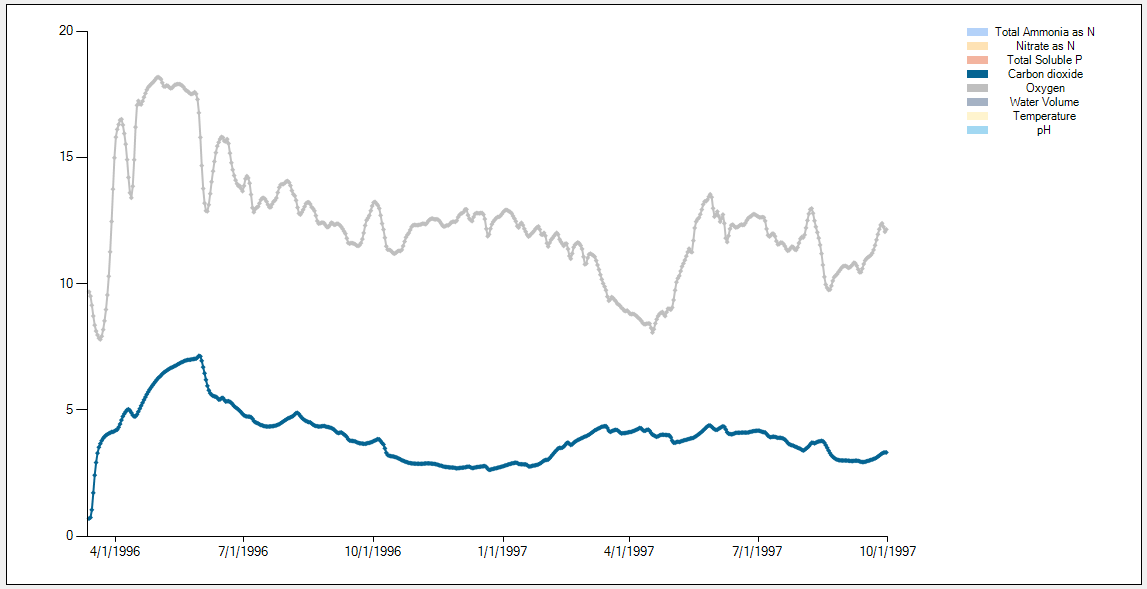 20
15
10
5
0
4/1/1996
7/1/1996
10/1/1996
1/1/1997
4/1/1997
7/1/1997
10/1/1997
Total Ammonia as N
Nitrate as N
Total Soluble P
Carbon dioxide
Oxygen
Water Volume
Temperature
pH